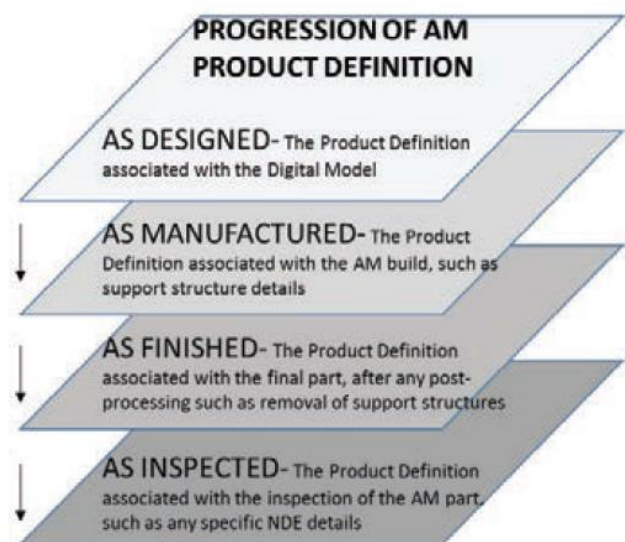 PROGRESSION OF AM
PRODUCT DEFINITION
AS DESIGNED- The Product Definition
associated with the Digital Model
AS MANUFACTURED- The Product
Definition associated with the AM build, such as
support structure details
AS FINISHED- The Product Definition
associated with the final part, after any post-
processing such as removal of support structures
AS INSPECTED- The Product Definition
associated with the inspection of the AM part,
such as any specific NDE details